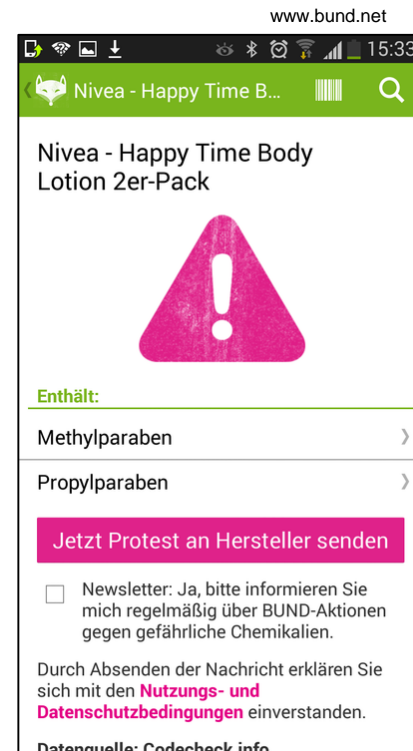 www.bund.net
15:33
Nivea - Happy Time B...
Nivea - Happy Time Body
Lotion 2er-Pack
Enthält:
Methylparaben
Propylparaben
Jetzt Protest an Hersteller senden
Newsletter: Ja, bitte informieren Sie
mich regelmäßig über BUND-Aktionen
gegen gefährliche Chemikalien.
Durch Absenden der Nachricht erklären Sie
sich mit den Nutzungs- und
Datenschutzbedingungen einverstanden.
Datenquelle: Codecheck.info